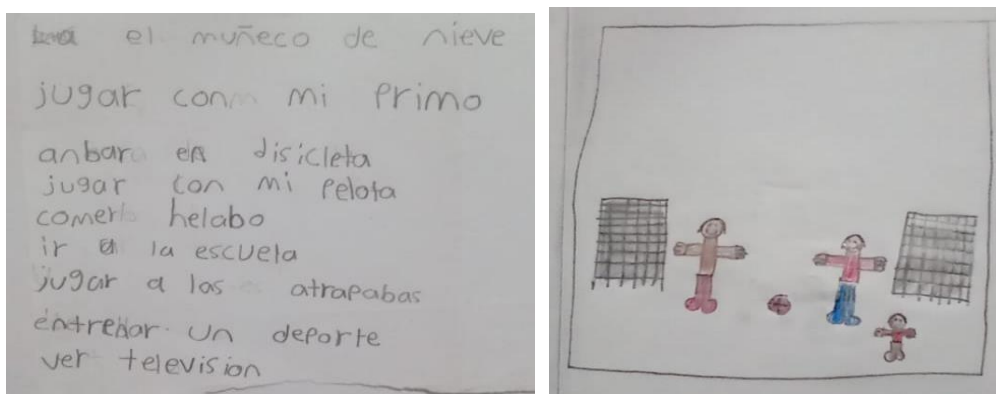 el muñeco de nieve
jugar con mi primo
anbar en disicleta
jugar con mi pelota
comer helabo
ir a la escuela
jugar a las atrapabas
entrenar un deporte
ver television